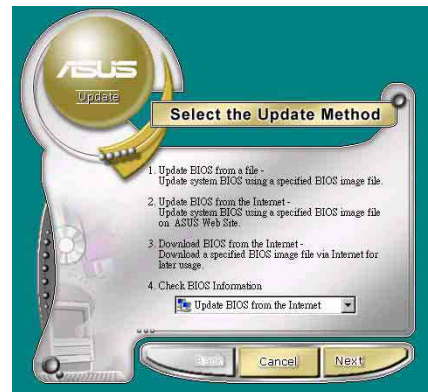 ASUS
Update
Select the Update Method
1. Update BIOS from a file -
Update system BIOS using a specified BIOS image file.
2. Update BIOS from the Internet -
Update system BIOS using a specified BIOS image file
on ASUS Web Site.
3. Download BIOS from the Internet -
Download a specified BIOS image file via Internet for
later usage.
4. Check BIOS Information
Update BIOS from the Internet
Back Cancel Next